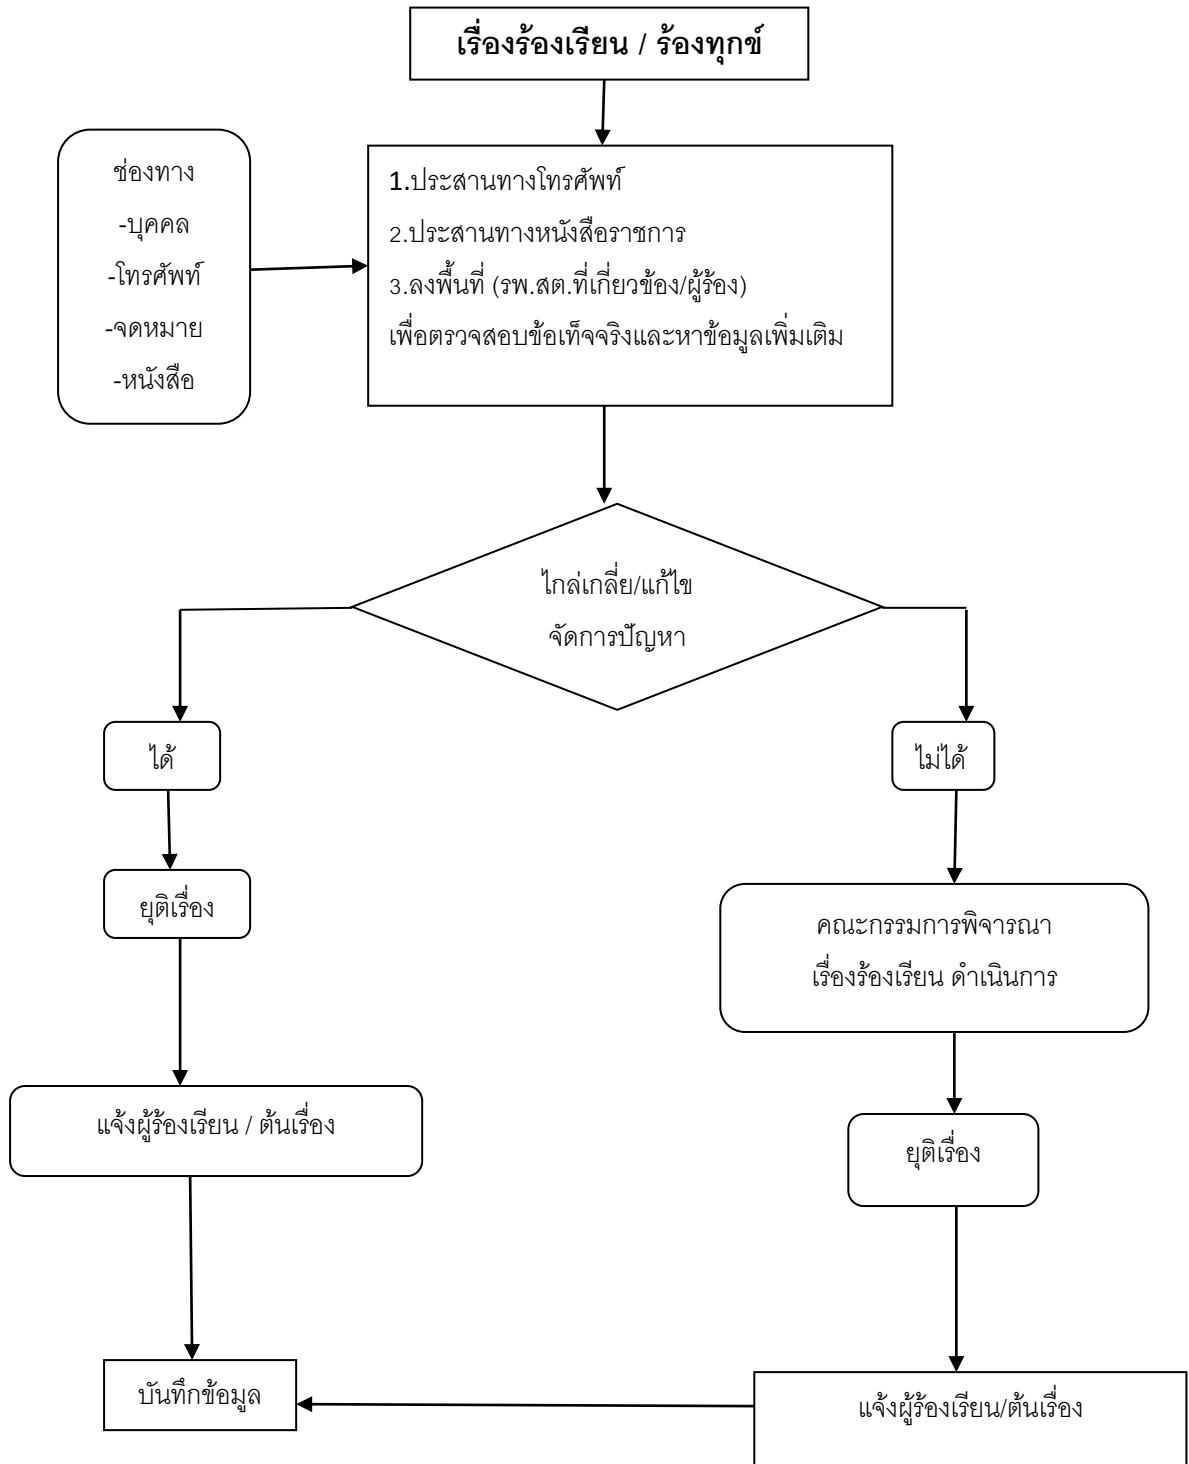 เรื่องร้องเรียน / ร้องทุกข์
ช่องทาง
-บุคคล
-โทรศัพท์
-จดหมาย
-หนังสือ
1.ประสานทางโทรศัพท์
2.ประสานทางหนังสือราชการ
3.ลงพื้นที่ (รพ.สต.ที่เกี่ยวข้อง/ผู้ร้อง)
เพื่อตรวจสอบข้อเท็จจริงและหาข้อมูลเพิ่มเติม
ไกล่เกลี่ย/แก้ไข
จัดการปัญหา
ได้
ไม่ได้
ยุติเรื่อง
คณะกรรมการพิจารณา
เรื่องร้องเรียน ดำเนินการ
แจ้งผู้ร้องเรียน / ต้นเรื่อง
ยุติเรื่อง
บันทึกข้อมูล
แจ้งผู้ร้องเรียน/ต้นเรื่อง